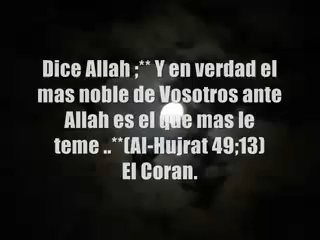 Dice Allah ;** Y en verdad el
mas noble de Vosotros ante
Allah es el que mas le
teme ..**(Al-Hujrat 49;13)
El Coran.